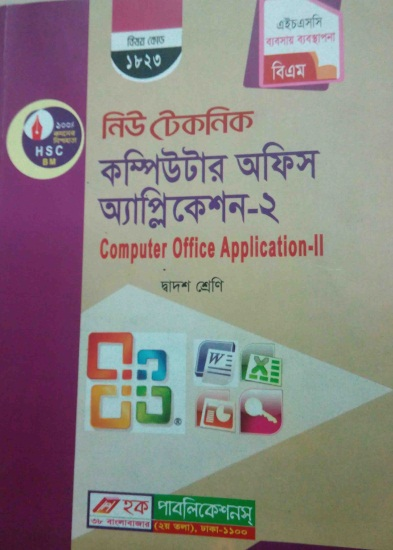 বিষয় কোড
১৮২৩
এইচএসসি
ব্যবসায় ব্যবস্থাপনা
বিএম
১০০%
HSC
BM
নিউ টেকনিক
কম্পিউটার অফিস
অ্যাপ্লিকেশন-২
Computer Office Application-II
দ্বাদশ শ্রেণি
W
X
®
হক পাবলিকেশনস্
৩৮ বাংলাবাজার (২য় তলা), ঢাকা-১১০০